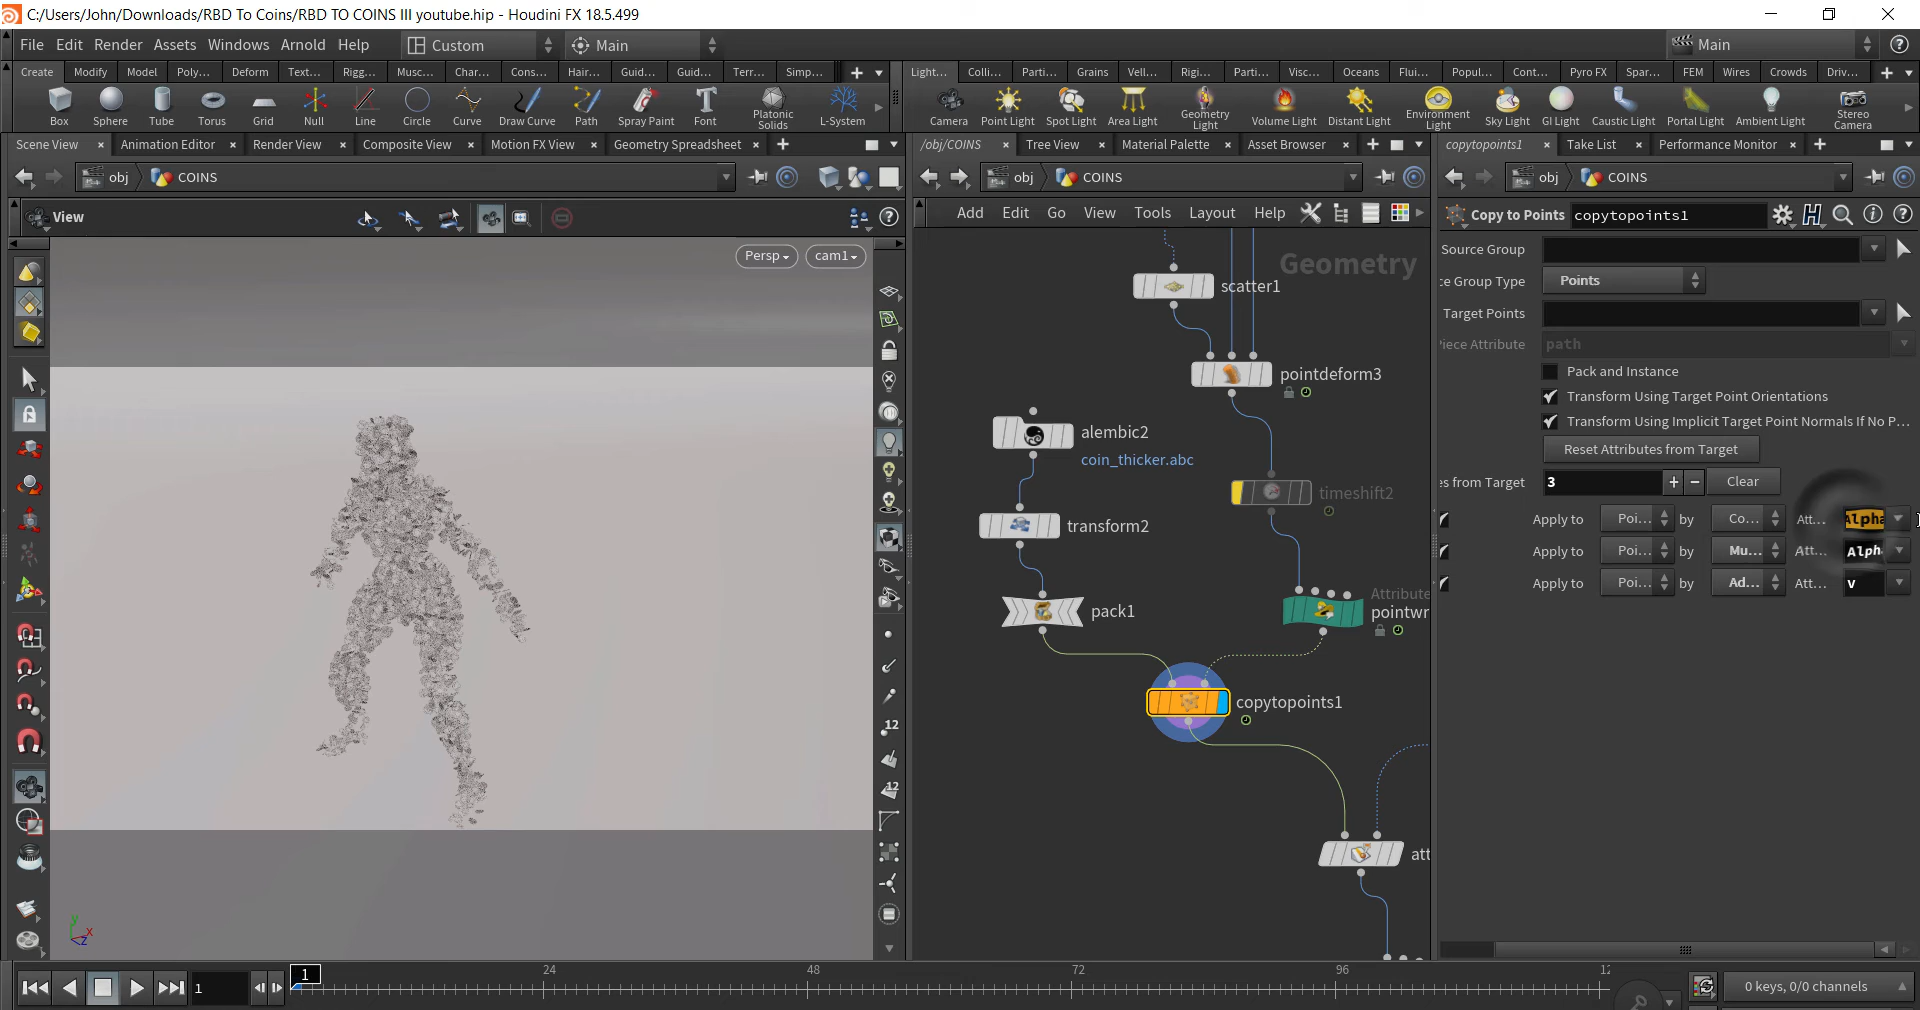 C:/Users/John/Downloads/RBD To Coins/RBD TO COINS III youtube.hip - Houdini FX 18.5.499
File Edit Render Assets Windows Arnold Help Custom Main Main
Create Modify Model Poly... Deform Text... Rigg... Musc... Char... Cons... Hair... Guid... Guid... Terr... Simp...
Light... Colli... Parti... Grains Vell... Rigi... Parti... Visc... Oceans Flui... Popul... Cont... Pyro FX Spar... FEM Wires Crowds Driv...
Box Sphere Tube Torus Grid Null Line Circle Curve Draw Curve Path Spray Paint Font Platonic Solids L-System
Camera Point Light Spot Light Area Light Geometry Light Volume Light Distant Light Environment Light Sky Light GI Light Caustic Light Portal Light Ambient Light Stereo Camera
Scene View Animation Editor Render View Composite View Motion FX View Geometry Spreadsheet
/obj/COINS Tree View Material Palette Asset Browser
copytopoints1 Take List Performance Monitor
obj COINS
obj COINS
obj COINS
View
Add Edit Go View Tools Layout Help
Copy to Points copytopoints1
Persp cam1
Geometry
scatter1
pointdeform3
alembic2
coin_thicker.abc
timeshift2
transform2
Attribute
pack1
pointwr
copytopoints1
att
Source Group
ce Group Type Points
Target Points
iece Attribute path
Pack and Instance
Transform Using Target Point Orientations
Transform Using Implicit Target Point Normals If No P...
Reset Attributes from Target
es from Target 3 Clear
Apply to Poi... by Co... Att... Alpha
Apply to Poi... by Mu... Att... Alph
Apply to Poi... by Ad... Att... v
12
12
y
x
z
1
1
24
48
72
96
12
0 keys, 0/0 channels